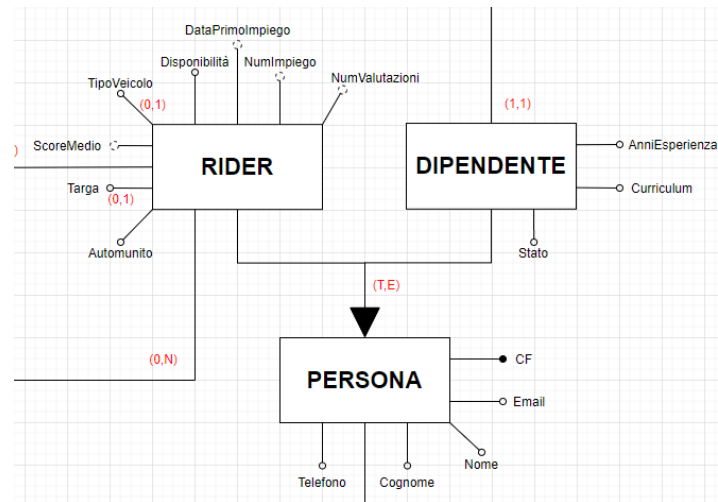 DataPrimoImpiego
Disponibilità
NumImpiego
NumValutazioni
TipoVeicolo
(0,1)
(1,1)
ScoreMedio
)
RIDER
DIPENDENTE
AnniEsperienza
Targa
(0,1)
Curriculum
Automunito
Stato
(T,E)
(0,N)
PERSONA
CF
Email
Nome
Telefono
Cognome